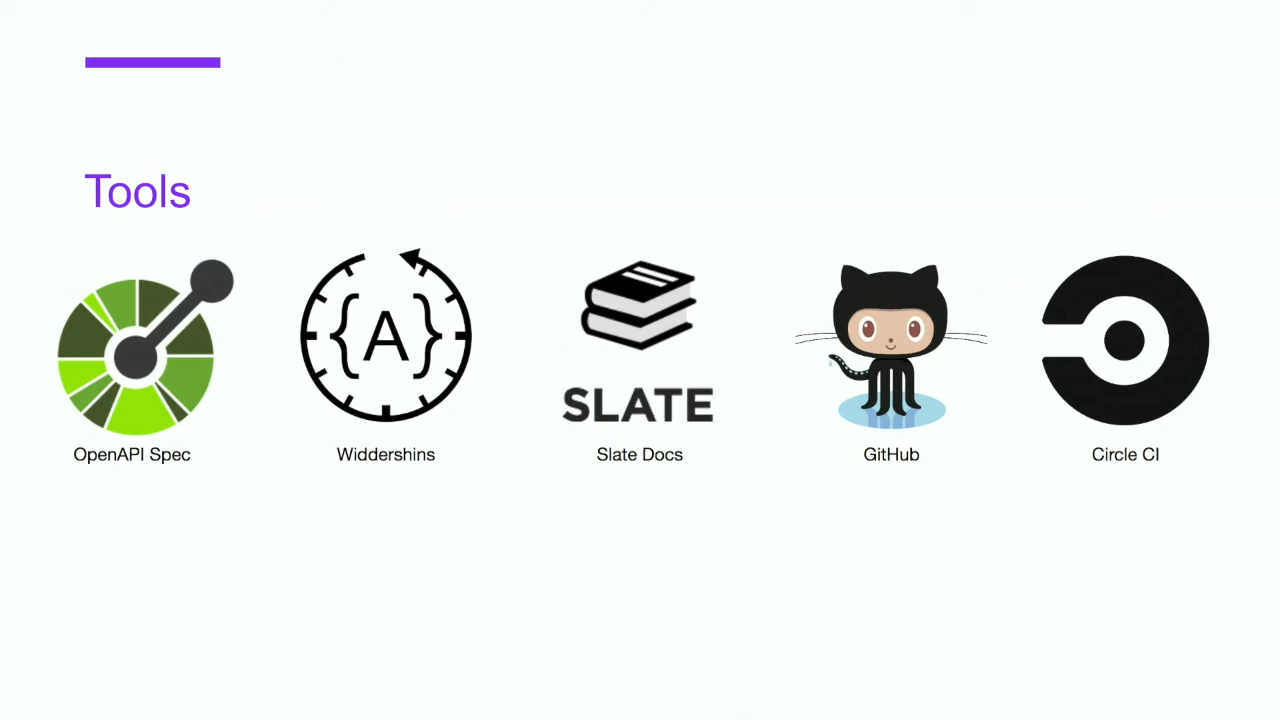 Tools
{A}
SLATE
OpenAPI Spec
Widdershins
Slate Docs
GitHub
Circle CI